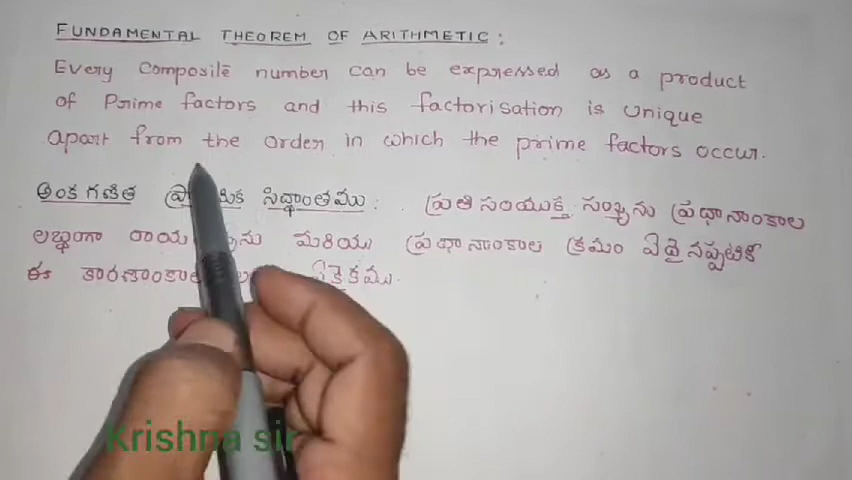 FUNDAMENTAL THEOREM OF ARITHMETIC :
Every composite number can be expressed as a product
of Prime factors and this factorisation is unique
apart from the order in which the prime factors occur.
అంక గణిత సిద్ధాంతము : ప్రతి సంయుక్త సంఖ్యను ప్రధానాంకాల
లబ్ధంగా మరియు ప్రధానాంకాల క్రమం ఏదైనప్పటికీ
ఈ ఏకైకము.
Krishna sir